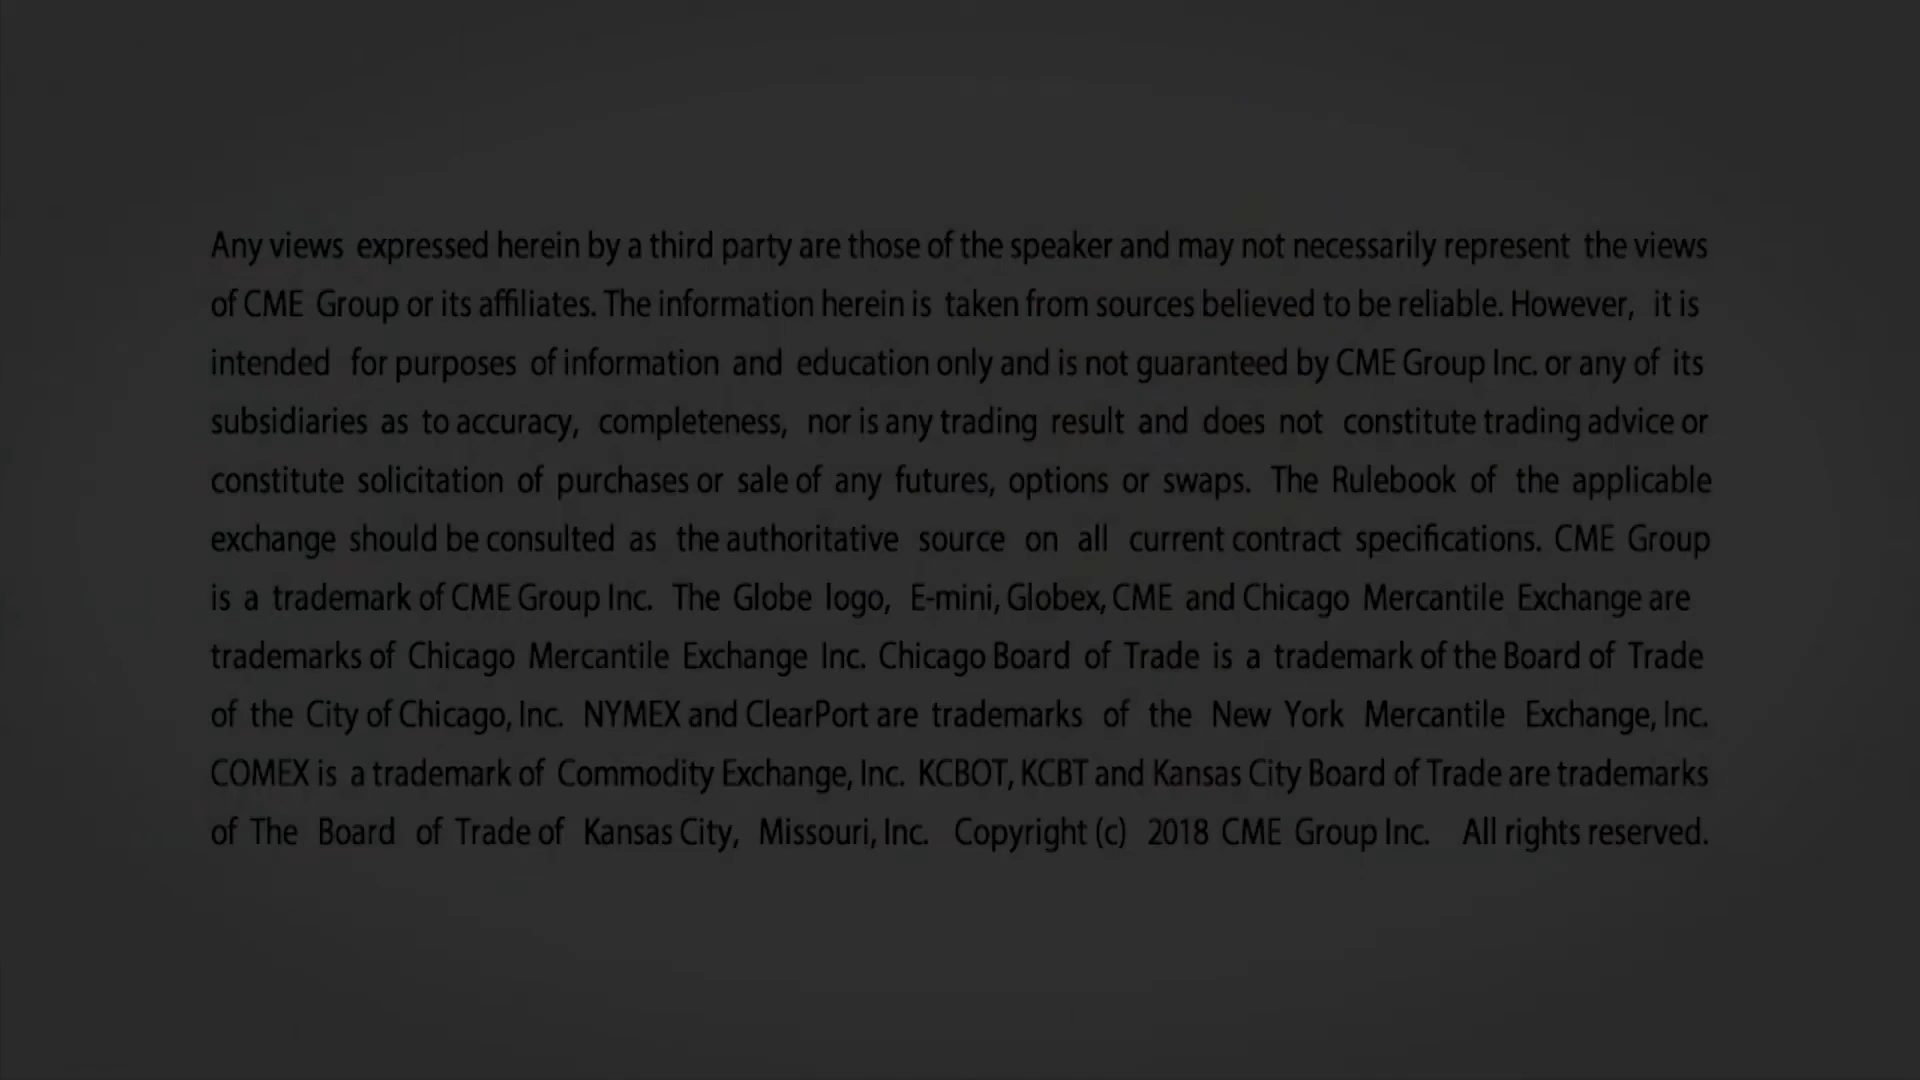 Any views expressed herein by a third party are those of the speaker and may not necessarily represent the views
of CME Group or its affiliates. The information herein is taken from sources believed to be reliable. However, it is
intended for purposes of information and education only and is not guaranteed by CME Group Inc. or any of its
subsidiaries as to accuracy, completeness, nor is any trading result and does not constitute trading advice or
constitute solicitation of purchases or sale of any futures, options or swaps. The Rulebook of the applicable
exchange should be consulted as the authoritative source on all current contract specifications. CME Group
is a trademark of CME Group Inc. The Globe logo, E-mini, Globex, CME and Chicago Mercantile Exchange are
trademarks of Chicago Mercantile Exchange Inc. Chicago Board of Trade is a trademark of the Board of Trade
of the City of Chicago, Inc. NYMEX and ClearPort are trademarks of the New York Mercantile Exchange, Inc.
COMEX is a trademark of Commodity Exchange, Inc. KCBOT, KCBT and Kansas City Board of Trade are trademarks
of The Board of Trade of Kansas City, Missouri, Inc. Copyright (c) 2018 CME Group Inc. All rights reserved.